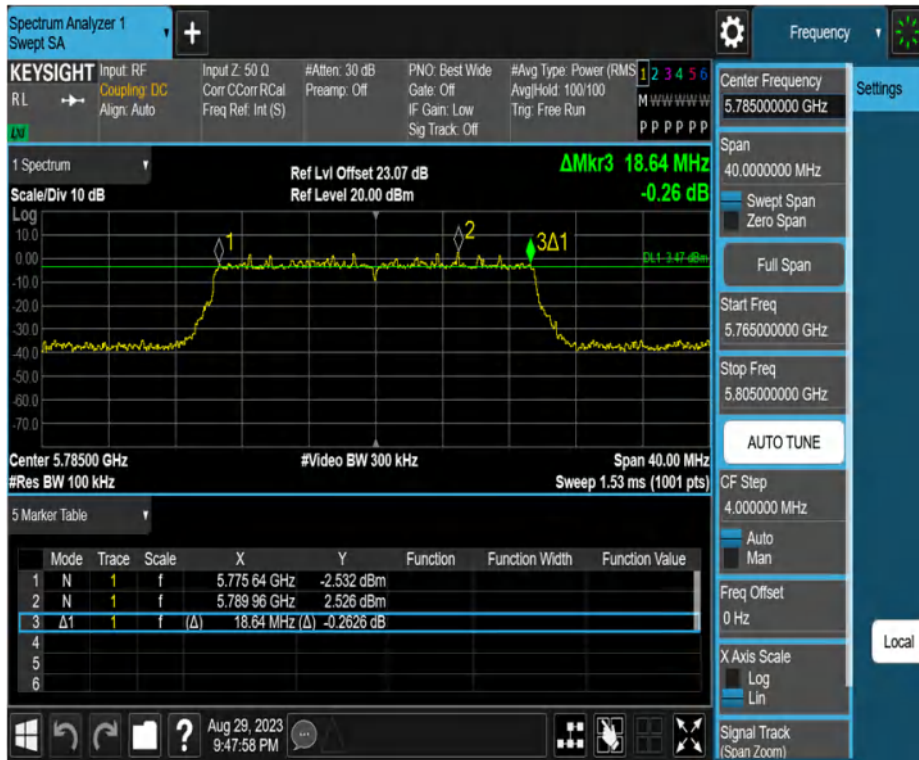 Spectrum Analyzer 1
Swept SA
+
Frequency
KEYSIGHT
RL
LXI
Input: RF
Coupling: DC
Align: Auto
Input Z: 50 Ω
Corr CCorr RCal
Freq Ref: Int (S)
#Atten: 30 dB
Preamp: Off
PNO: Best Wide
Gate: Off
IF Gain: Low
Sig Track: Off
#Avg Type: Power (RMS
Avg|Hold: 100/100
Trig: Free Run
1 2 3 4 5 6
M W W W W W
P P P P P P
Center Frequency
5.785000000 GHz
Settings
Span
40.0000000 MHz
Swept Span
Zero Span
Full Span
Start Freq
5.765000000 GHz
Stop Freq
5.805000000 GHz
AUTO TUNE
CF Step
4.000000 MHz
Auto
Man
Freq Offset
0 Hz
X Axis Scale
Log
Lin
Signal Track
(Span Zoom)
Local
1 Spectrum
Scale/Div 10 dB
Ref Lvl Offset 23.07 dB
Ref Level 20.00 dBm
ΔMkr3 18.64 MHz
-0.26 dB
Log
10.0
0.00
-10.0
-20.0
-30.0
-40.0
-50.0
-60.0
-70.0
1
2
3Δ1
DL1 -3.47 dBm
Center 5.78500 GHz
#Video BW 300 kHz
Span 40.00 MHz
#Res BW 100 kHz
Sweep 1.53 ms (1001 pts)
5 Marker Table
Mode Trace Scale X Y Function Function Width Function Value
1 N 1 f 5.775 64 GHz -2.532 dBm
2 N 1 f 5.789 96 GHz 2.526 dBm
3 Δ1 1 f (Δ) 18.64 MHz (Δ) -0.2626 dB
4
5
6
?
Aug 29, 2023
9:47:58 PM